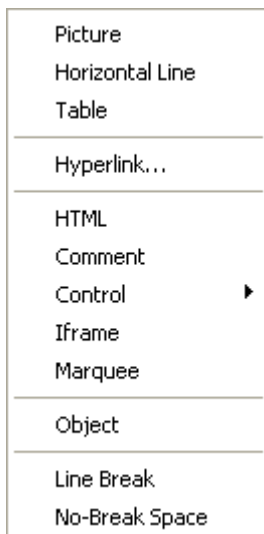 Picture
Horizontal Line
Table
Hyperlink...
HTML
Comment
Control
Iframe
Marquee
Object
Line Break
No-Break Space